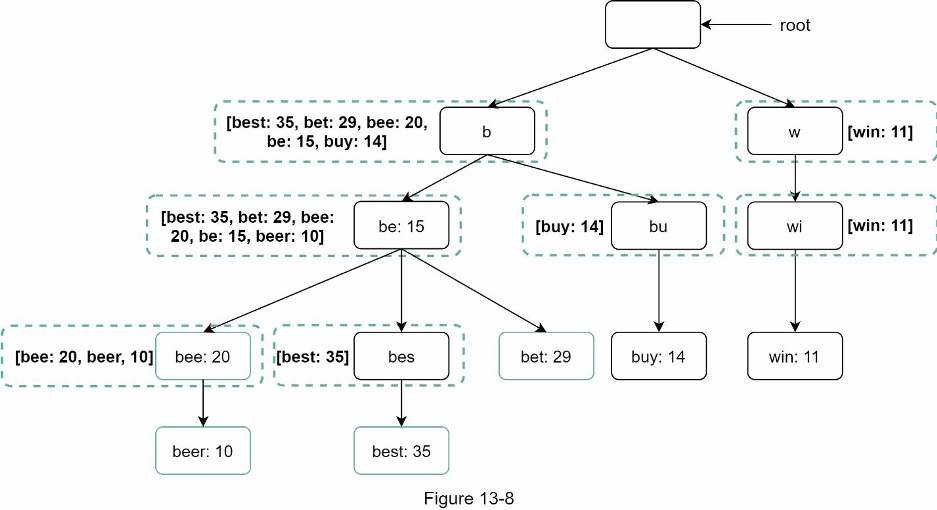 root
[best: 35, bet: 29, bee: 20,
be: 15, buy: 14]
b
w
[win: 11]
[best: 35, bet: 29, bee:
20, be: 15, beer: 10]
be: 15
[buy: 14]
bu
wi
[win: 11]
[bee: 20, beer, 10]
bee: 20
[best: 35]
bes
bet: 29
buy: 14
win: 11
beer: 10
best: 35
Figure 13-8